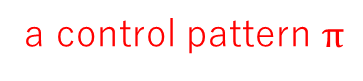 a control pattern π